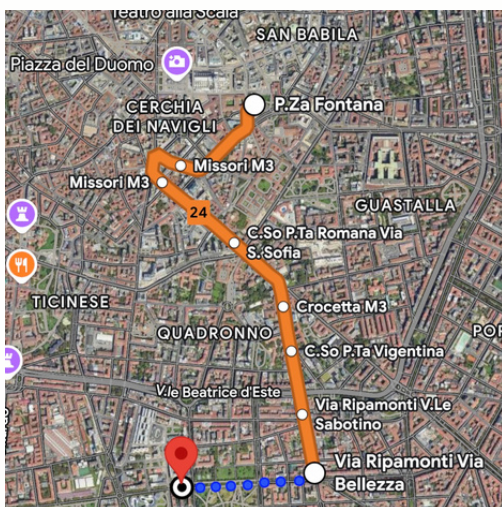 Teatro alla Scala
SAN BABILA
Piazza del Duomo
P.Za Fontana
CERCHIA
DEI NAVIGLI
Missori M3
Missori M3
GUASTALLA
24
C.So P.Ta Romana Via
S. Sofia
TICINESE
Crocetta M3
QUADRONNO
C.So P.Ta Vigentina
V.le Beatrice d'Este
Via Ripamonti V.Le
Sabotino
Via Ripamonti Via
Bellezza